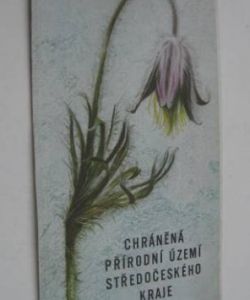 CHRÁNĚNÁ
PŘÍRODNÍ ÚZEMÍ
STŘEDOČESKÉHO
KRAJE